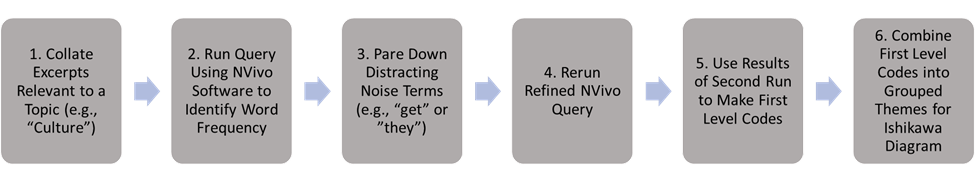 1. Collate
Excerpts
Relevant to a
Topic (e.g.,
“Culture”)
2. Run Query
Using NVivo
Software to
Identify Word
Frequency
3. Pare Down
Distracting
Noise Terms
(e.g., “get” or
”they”)
4. Rerun
Refined NVivo
Query
5. Use Results
of Second Run
to Make First
Level Codes
6. Combine
First Level
Codes into
Grouped
Themes for
Ishikawa
Diagram